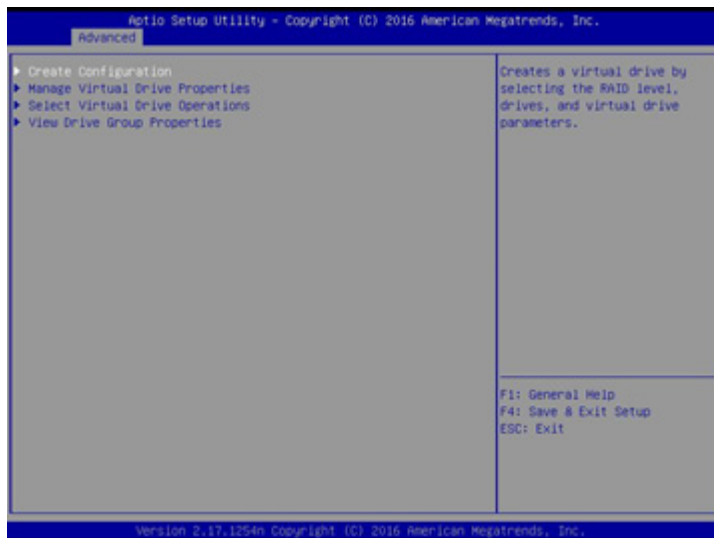 Aptio Setup Utility - Copyright (C) 2016 American Megatrends, Inc.
Advanced
Create Configuration
Manage Virtual Drive Properties
Select Virtual Drive Operations
View Drive Group Properties
Creates a virtual drive by
selecting the RAID level,
drives, and virtual drive
parameters.
F1: General Help
F4: Save & Exit Setup
ESC: Exit
Version 2.17.1254n Copyright (C) 2016 American Megatrends, Inc.